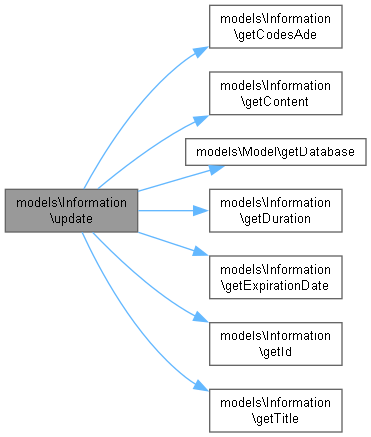 models\Information
\update
models\Information
\getCodesAde
models\Information
\getContent
models\Model\getDatabase
models\Information
\getDuration
models\Information
\getExpirationDate
models\Information
\getId
models\Information
\getTitle